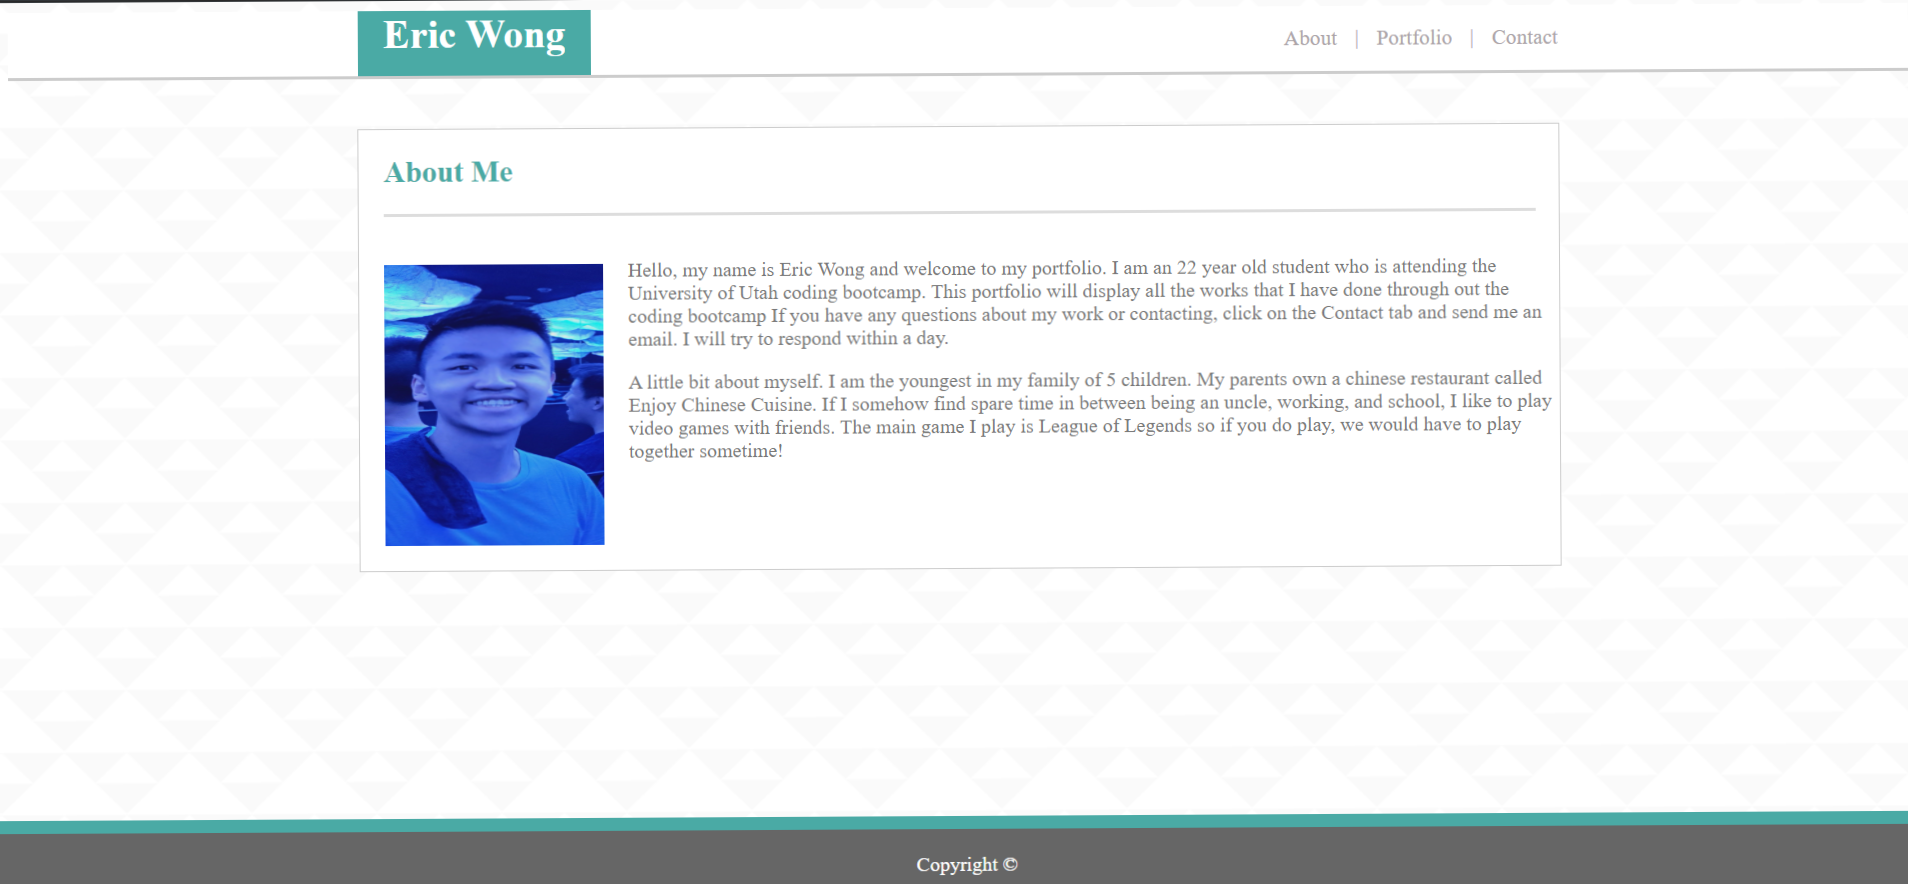 Eric Wong
About | Portfolio | Contact
About Me
Hello, my name is Eric Wong and welcome to my portfolio. I am an 22 year old student who is attending the
University of Utah coding bootcamp. This portfolio will display all the works that I have done through out the
coding bootcamp If you have any questions about my work or contacting, click on the Contact tab and send me an
email. I will try to respond within a day.
A little bit about myself. I am the youngest in my family of 5 children. My parents own a chinese restaurant called
Enjoy Chinese Cuisine. If I somehow find spare time in between being an uncle, working, and school, I like to play
video games with friends. The main game I play is League of Legends so if you do play, we would have to play
together sometime!
Copyright ©